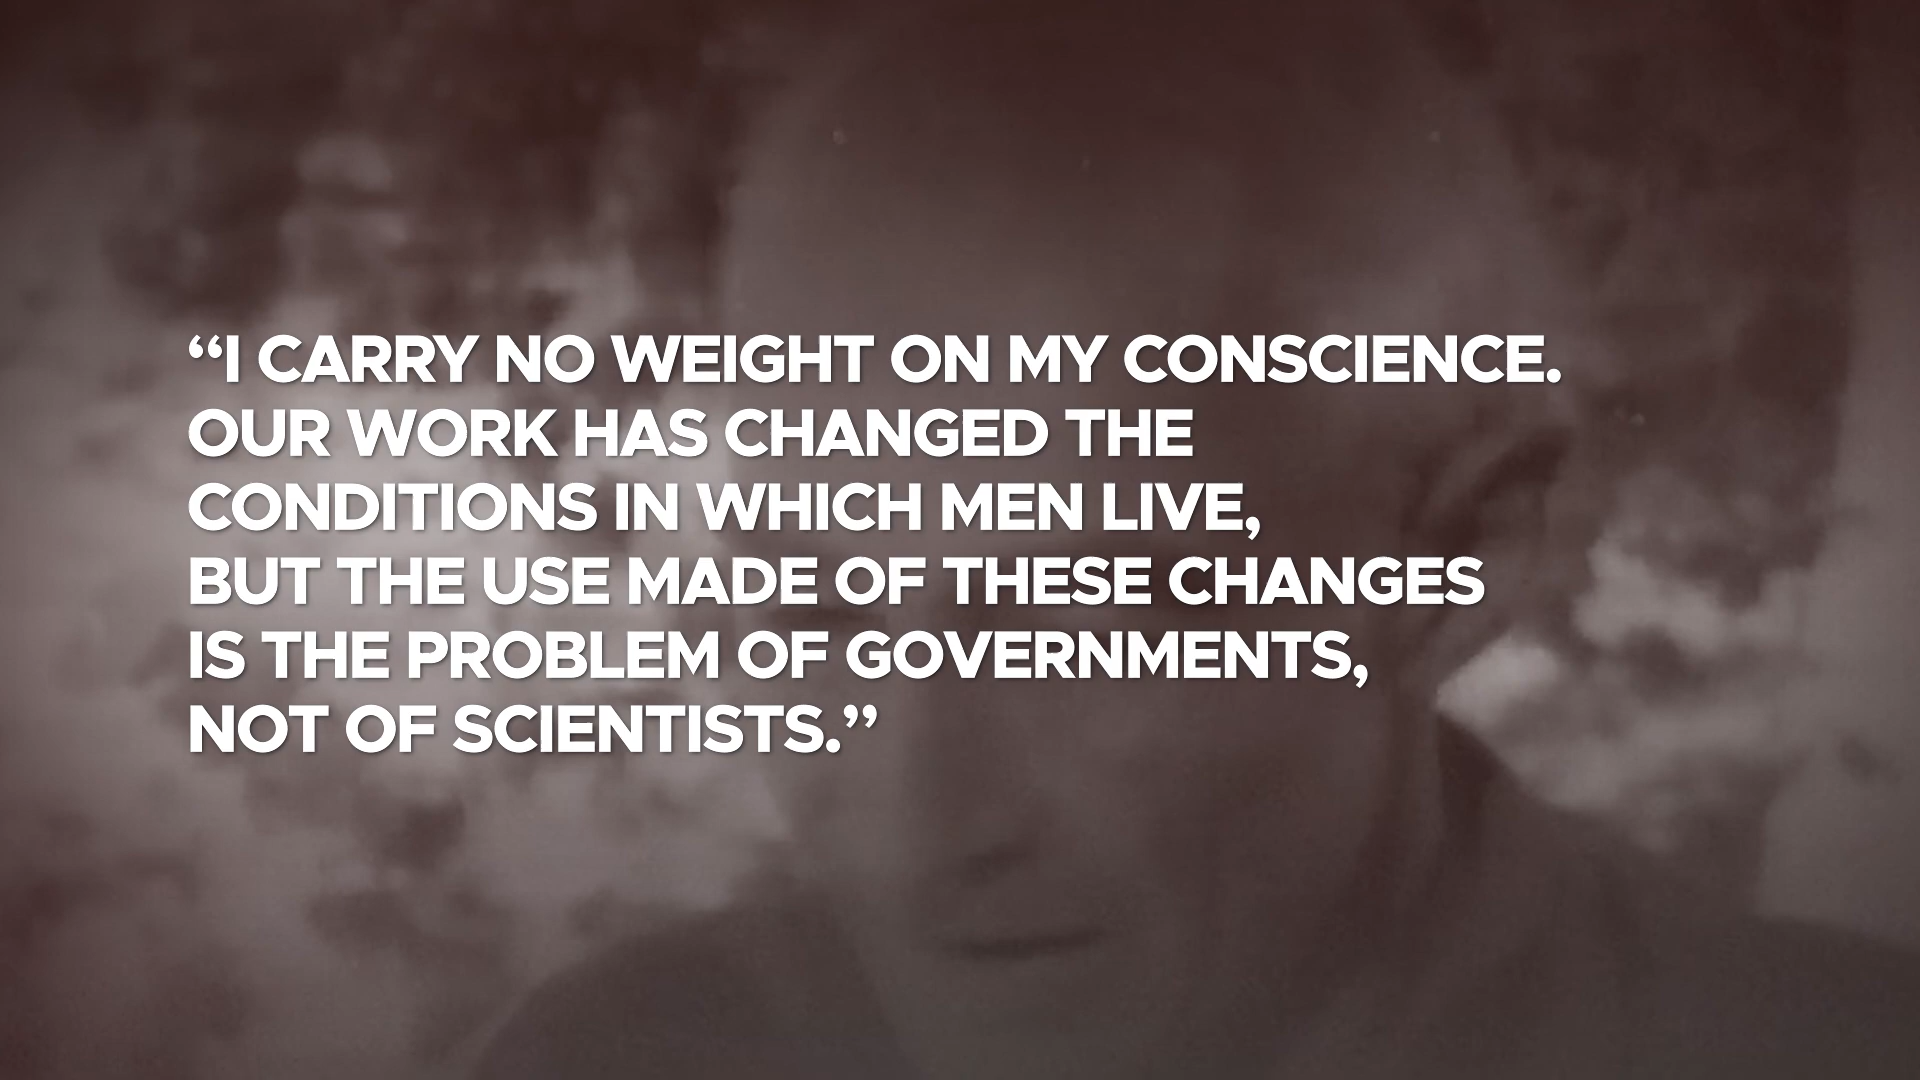 “I CARRY NO WEIGHT ON MY CONSCIENCE.
OUR WORK HAS CHANGED THE
CONDITIONS IN WHICH MEN LIVE,
BUT THE USE MADE OF THESE CHANGES
IS THE PROBLEM OF GOVERNMENTS,
NOT OF SCIENTISTS.”